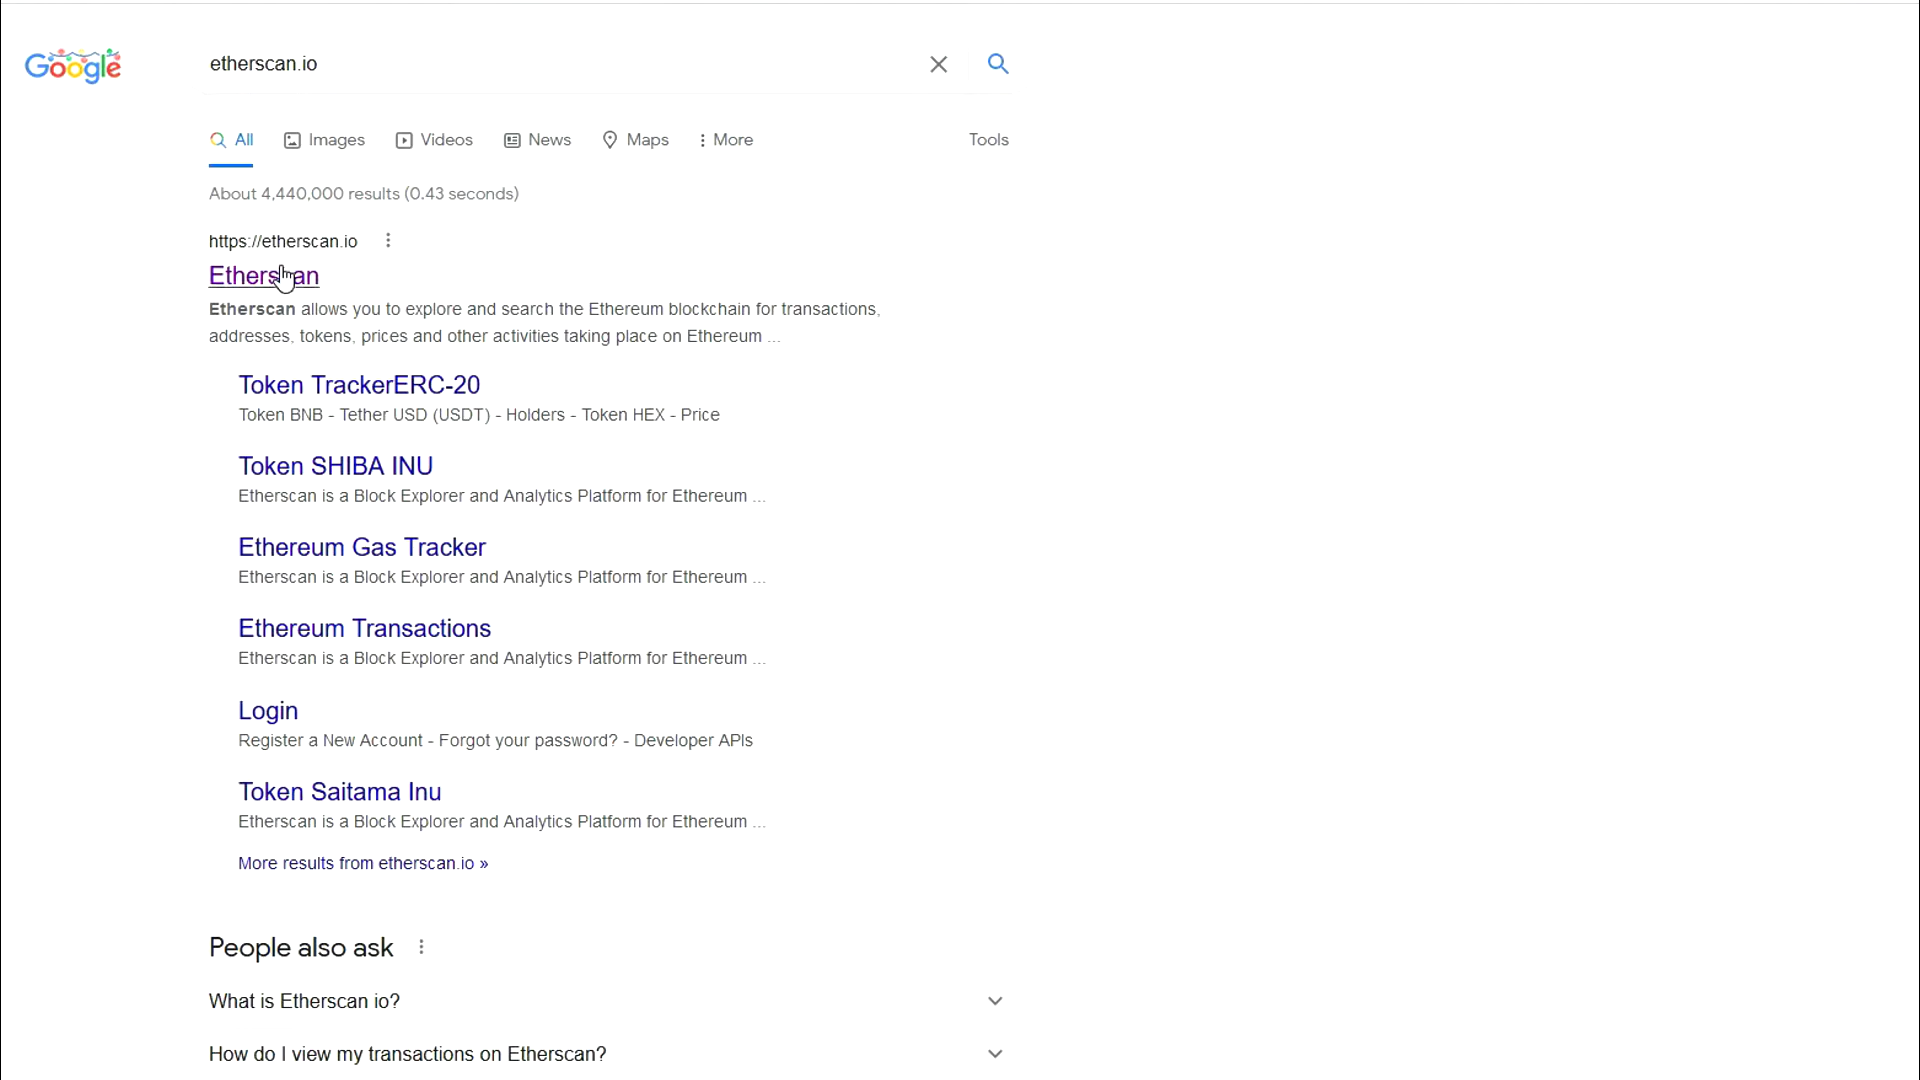 Google
etherscan.io
All Images Videos News Maps More Tools
About 4,440,000 results (0.43 seconds)
https://etherscan.io
Etherscan
Etherscan allows you to explore and search the Ethereum blockchain for transactions,
addresses, tokens, prices and other activities taking place on Ethereum ...
Token TrackerERC-20
Token BNB - Tether USD (USDT) - Holders - Token HEX - Price
Token SHIBA INU
Etherscan is a Block Explorer and Analytics Platform for Ethereum ...
Ethereum Gas Tracker
Etherscan is a Block Explorer and Analytics Platform for Ethereum ...
Ethereum Transactions
Etherscan is a Block Explorer and Analytics Platform for Ethereum ...
Login
Register a New Account - Forgot your password? - Developer APIs
Token Saitama Inu
Etherscan is a Block Explorer and Analytics Platform for Ethereum ...
More results from etherscan.io »
People also ask
What is Etherscan io?
How do I view my transactions on Etherscan?